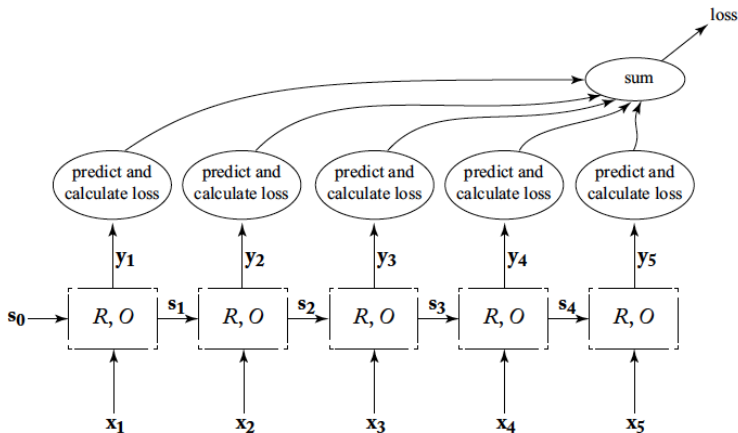 loss
sum
predict and calculate loss
predict and calculate loss
predict and calculate loss
predict and calculate loss
predict and calculate loss
y1 y2 y3 y4 y5
s0 R, O s1 R, O s2 R, O s3 R, O s4 R, O
x1 x2 x3 x4 x5